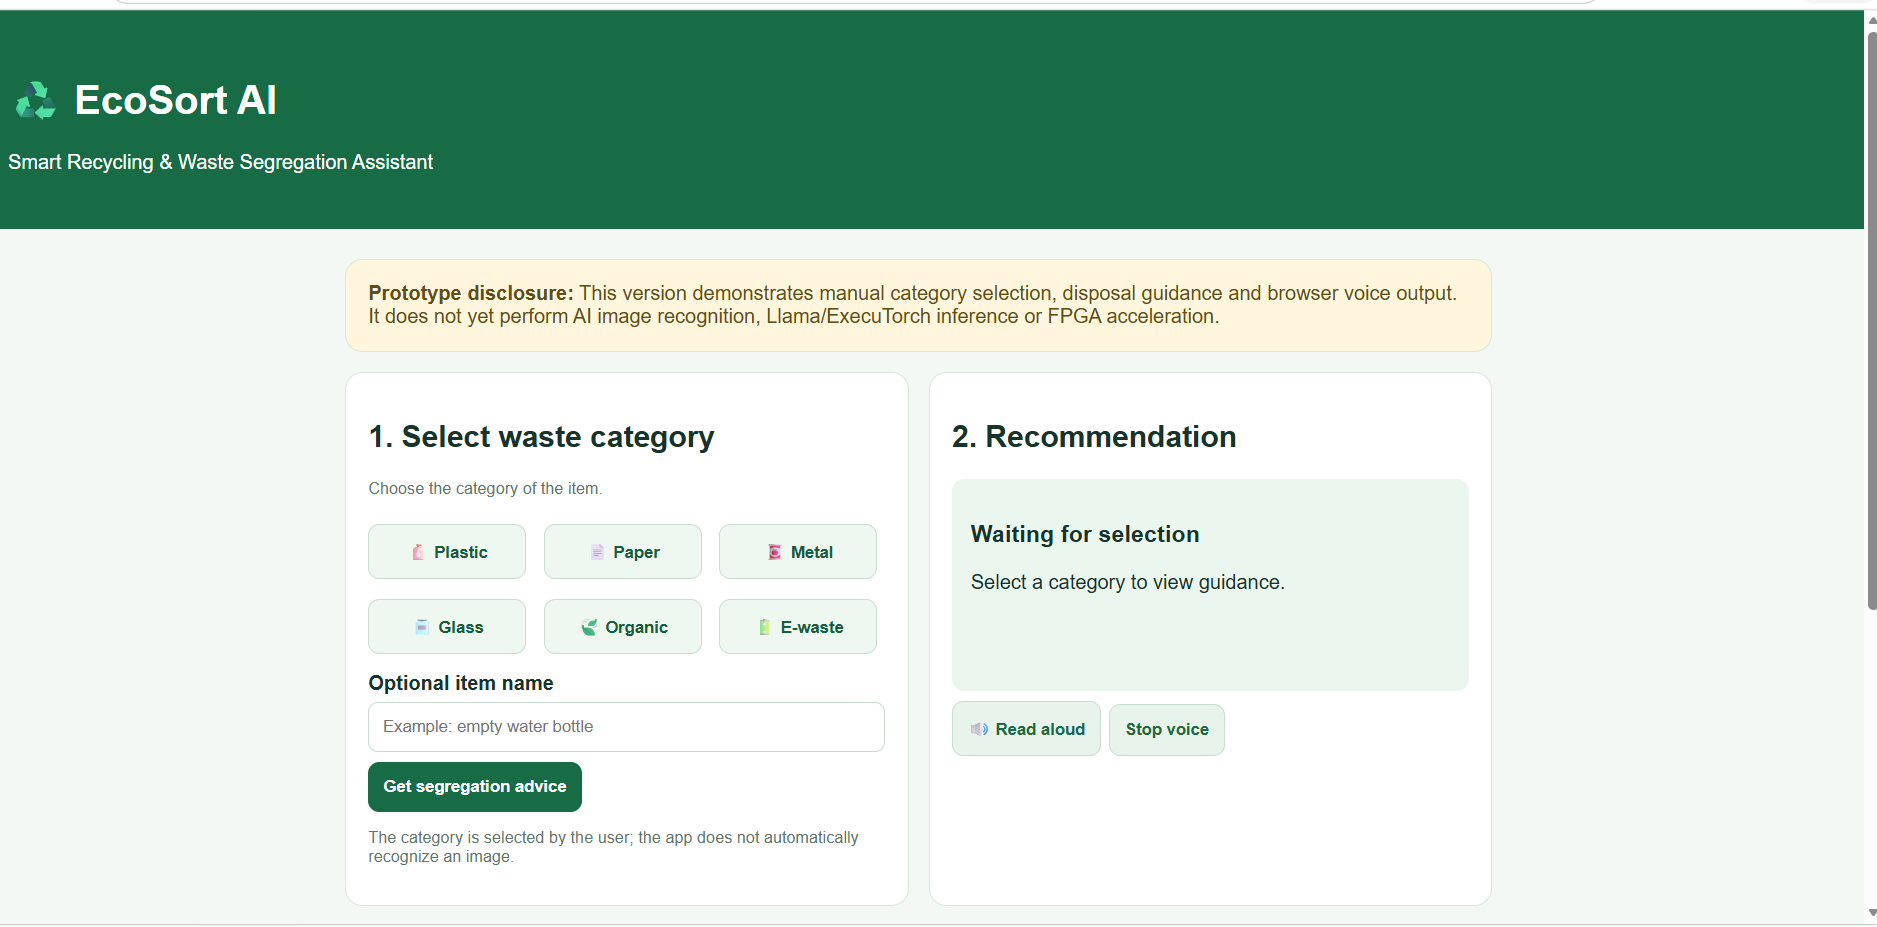 EcoSort AI
Smart Recycling & Waste Segregation Assistant
Prototype disclosure: This version demonstrates manual category selection, disposal guidance and browser voice output.
It does not yet perform AI image recognition, Llama/ExecuTorch inference or FPGA acceleration.
1. Select waste category
Choose the category of the item.
Plastic
Paper
Metal
Glass
Organic
E-waste
Optional item name
Example: empty water bottle
Get segregation advice
The category is selected by the user; the app does not automatically
recognize an image.
2. Recommendation
Waiting for selection
Select a category to view guidance.
Read aloud
Stop voice